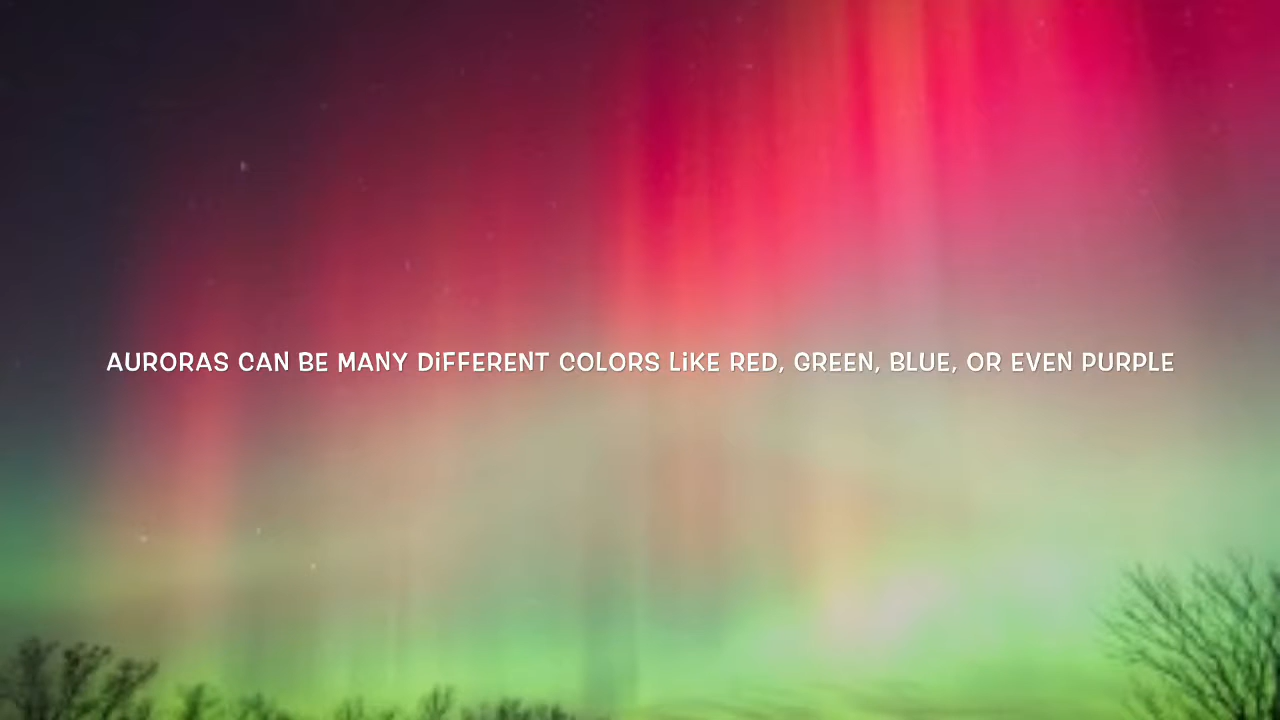 AURORAS CAN BE MANY DiFFERENT COLORS LiKE RED, GREEN, BLUE, OR EVEN PURPLE